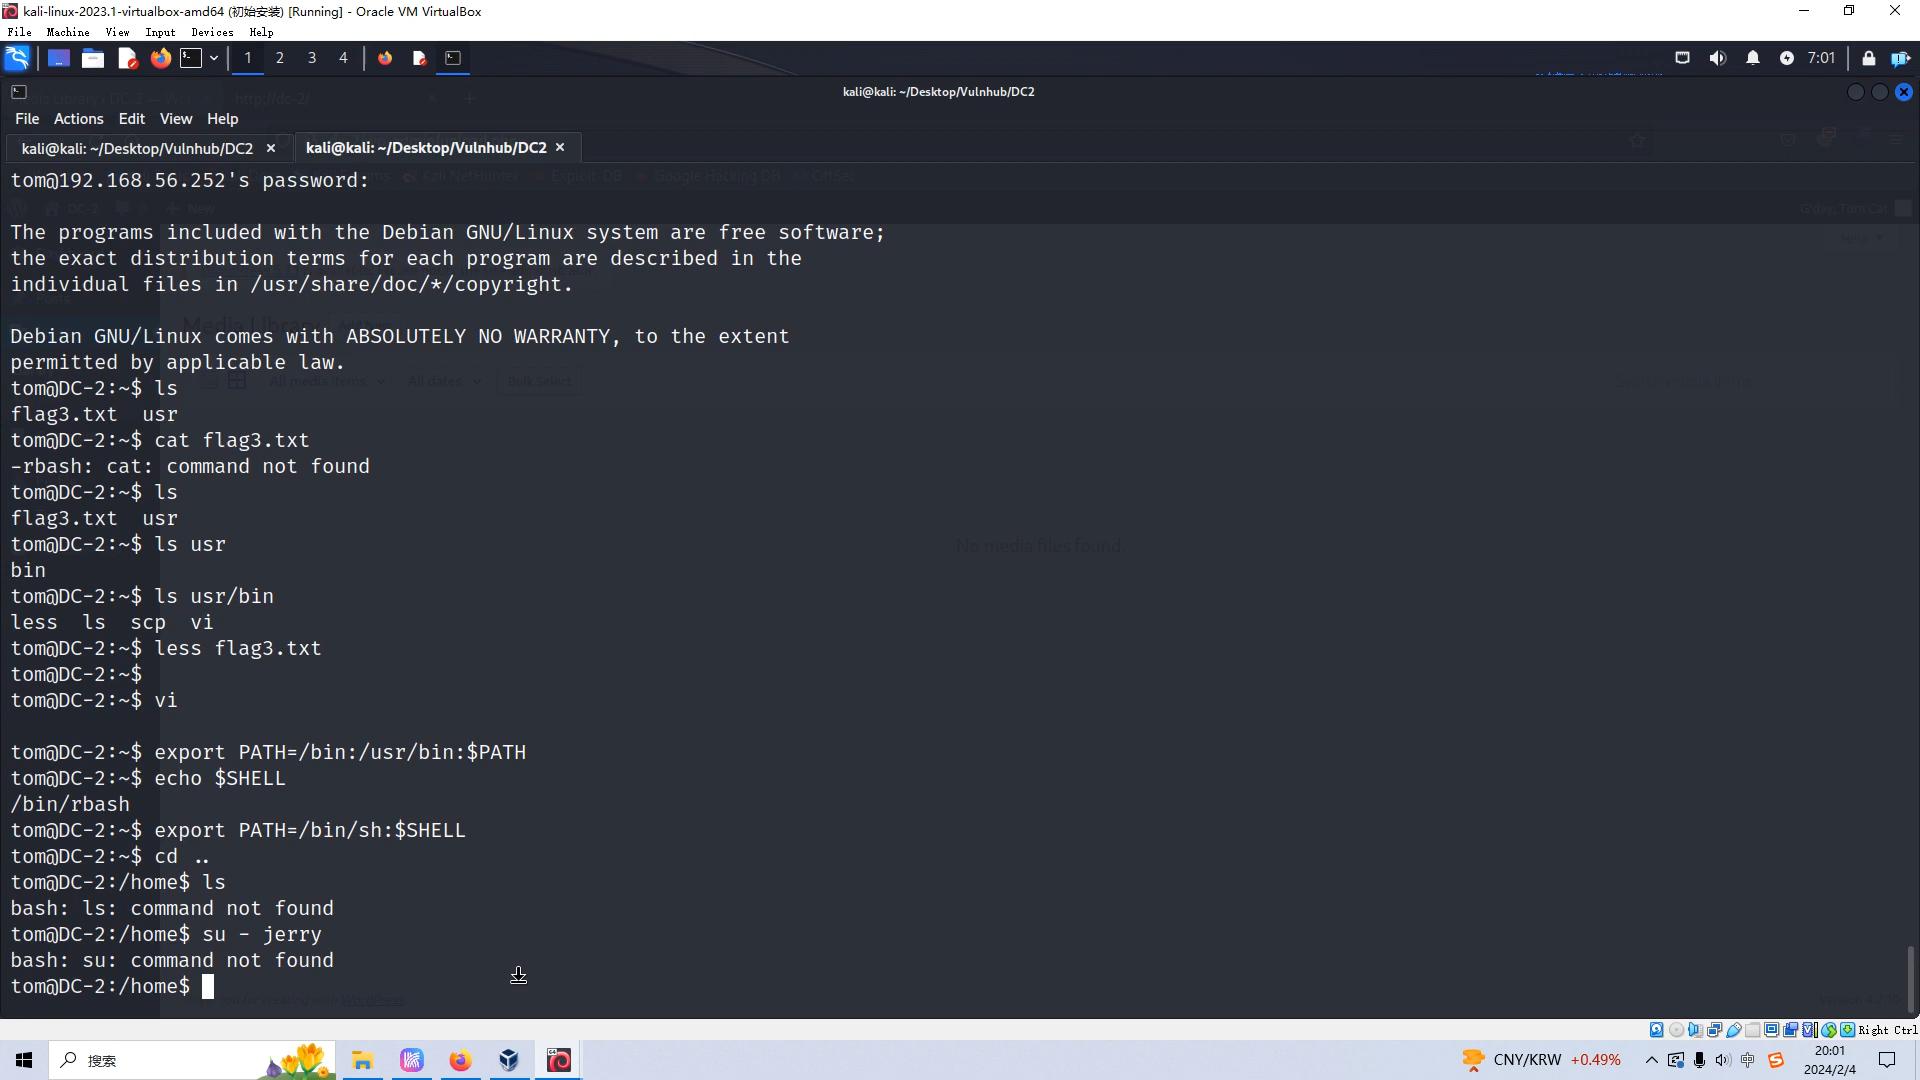 kali-linux-2023.1-virtualbox-amd64 (初始安装) [Running] - Oracle VM VirtualBox
File Machine View Input Devices Help
1 2 3 4
7:01
kali@kali: ~/Desktop/Vulnhub/DC2
File Actions Edit View Help
kali@kali: ~/Desktop/Vulnhub/DC2 × kali@kali: ~/Desktop/Vulnhub/DC2 ×
tom@192.168.56.252's password:
The programs included with the Debian GNU/Linux system are free software;
the exact distribution terms for each program are described in the
individual files in /usr/share/doc/*/copyright.
Debian GNU/Linux comes with ABSOLUTELY NO WARRANTY, to the extent
permitted by applicable law.
tom@DC-2:~$ ls
flag3.txt  usr
tom@DC-2:~$ cat flag3.txt
-rbash: cat: command not found
tom@DC-2:~$ ls
flag3.txt  usr
tom@DC-2:~$ ls usr
bin
tom@DC-2:~$ ls usr/bin
less  ls  scp  vi
tom@DC-2:~$ less flag3.txt
tom@DC-2:~$
tom@DC-2:~$ vi
No media files found.
tom@DC-2:~$ export PATH=/bin:/usr/bin:$PATH
tom@DC-2:~$ echo $SHELL
/bin/rbash
tom@DC-2:~$ export PATH=/bin/sh:$SHELL
tom@DC-2:~$ cd ..
tom@DC-2:/home$ ls
bash: ls: command not found
tom@DC-2:/home$ su - jerry
bash: su: command not found
tom@DC-2:/home$
Right Ctrl
搜索
CNY/KRW +0.49%
中
20:01
2024/2/4